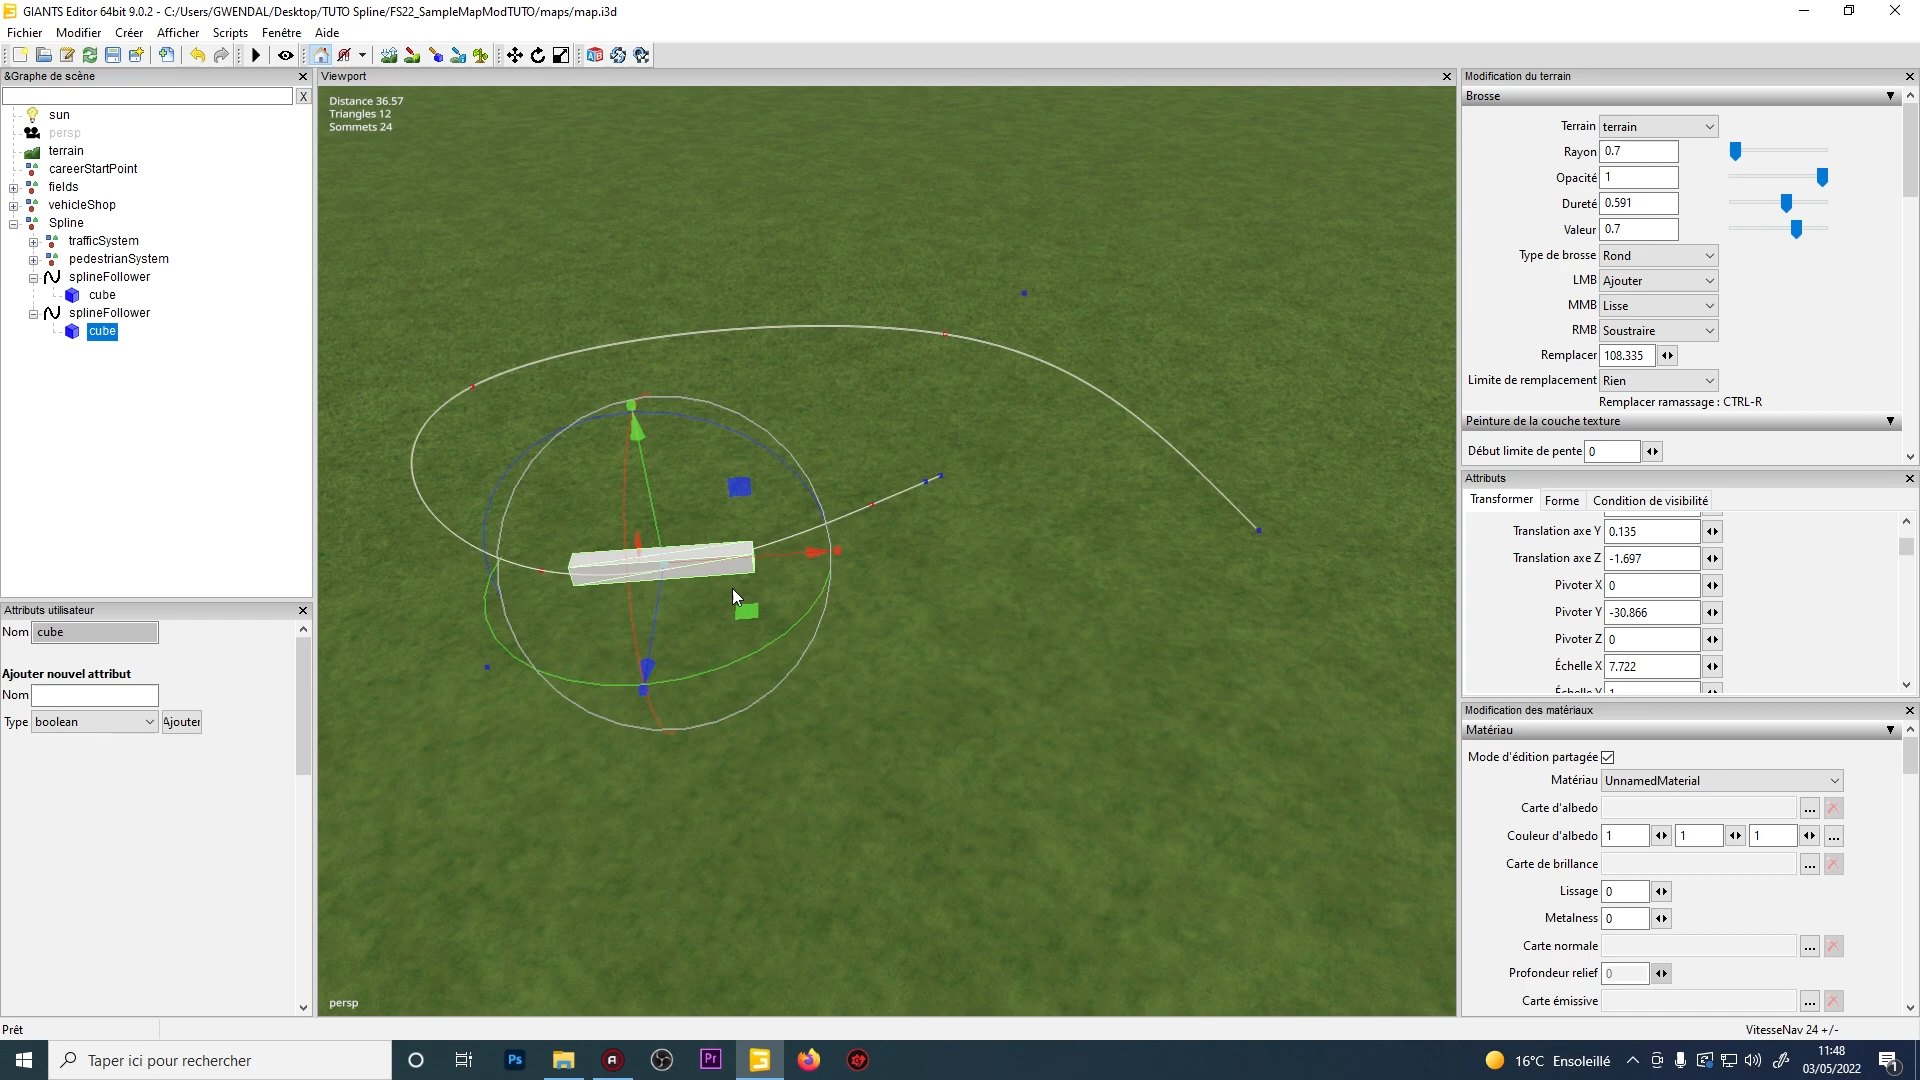 GIANTS Editor 64bit 9.0.2 - C:/Users/GWENDAL/Desktop/TUTO Spline/FS22_SampleMapModTUTO/maps/map.i3d
Fichier Modifier Créer Afficher Scripts Fenêtre Aide
&Graphe de scène
X
sun
persp
terrain
careerStartPoint
fields
vehicleShop
Spline
trafficSystem
pedestrianSystem
splineFollower
cube
splineFollower
cube
Attributs utilisateur
Nom cube
Ajouter nouvel attribut
Nom
Type boolean Ajouter
Viewport
Distance 36.57
Triangles 12
Sommets 24
persp
Modification du terrain
Brosse
Terrain terrain
Rayon 0.7
Opacité 1
Dureté 0.591
Valeur 0.7
Type de brosse Rond
LMB Ajouter
MMB Lisse
RMB Soustraire
Remplacer 108.335
Limite de remplacement Rien
Remplacer ramassage : CTRL-R
Peinture de la couche texture
Début limite de pente 0
Attributs
Transformer Forme Condition de visibilité
Translation axe Y 0.135
Translation axe Z -1.697
Pivoter X 0
Pivoter Y -30.866
Pivoter Z 0
Échelle X 7.722
Échelle Y 1
Modification des matériaux
Matériau
Mode d'édition partagée
Matériau UnnamedMaterial
Carte d'albedo ...
Couleur d'albedo 1 1 1 ...
Carte de brillance ...
Lissage 0
Metalness 0
Carte normale ...
Profondeur relief 0
Carte émissive ...
Prêt
VitesseNav 24 +/-
Taper ici pour rechercher
Ps
Pr
16°C Ensoleillé
11:48
03/05/2022
1